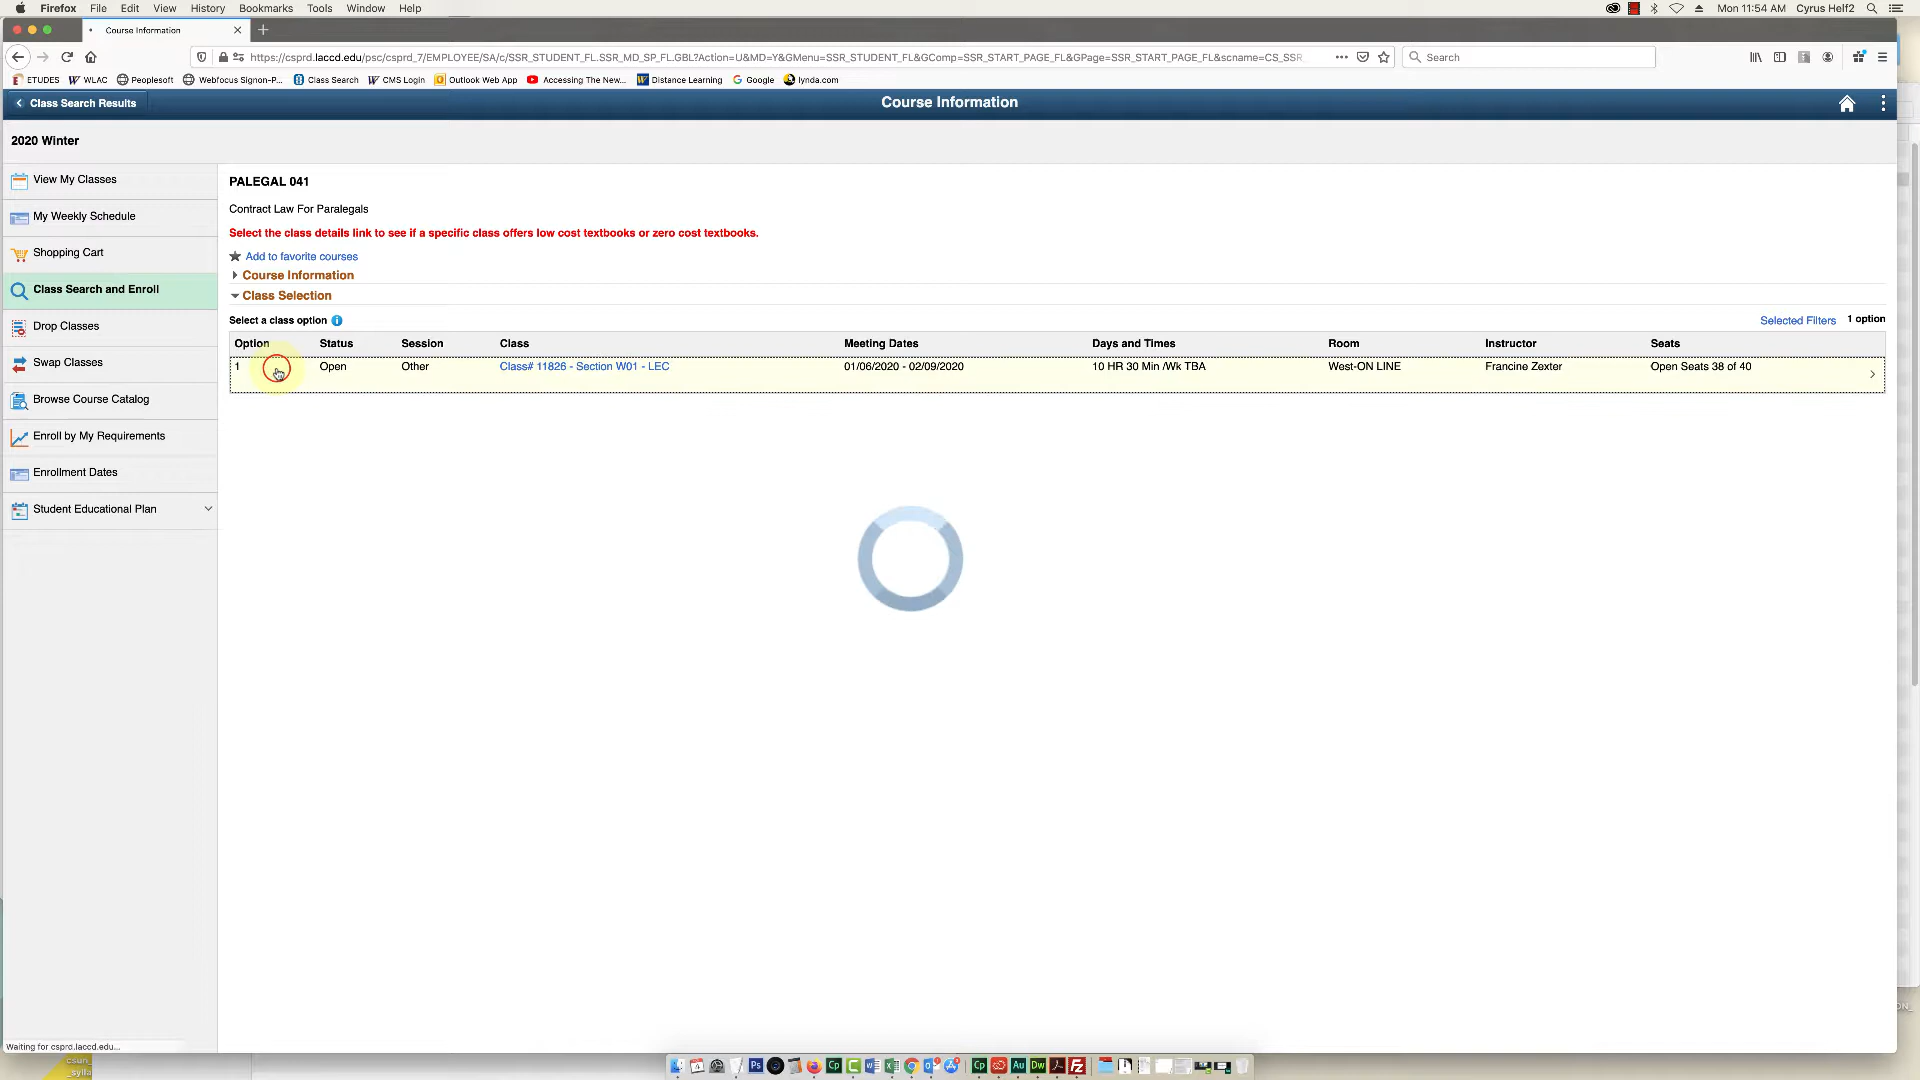 Firefox File Edit View History Bookmarks Tools Window Help Mon 11:54 AM Cyrus Helf2
Course Information
https://csprd.laccd.edu/psc/csprd_7/EMPLOYEE/SA/c/SSR_STUDENT_FL.SSR_MD_SP_FL.GBL?Action=U&MD=Y&GMenu=SSR_STUDENT_FL&GComp=SSR_START_PAGE_FL&GPage=SSR_START_PAGE_FL&scname=CS_SSR Search
ETUDES WLAC Peoplesoft Webfocus Signon-P... Class Search CMS Login Outlook Web App Accessing The New... Distance Learning Google lynda.com
Class Search Results Course Information
2020 Winter
View My Classes
My Weekly Schedule
Shopping Cart
Class Search and Enroll
Drop Classes
Swap Classes
Browse Course Catalog
Enroll by My Requirements
Enrollment Dates
Student Educational Plan
PALEGAL 041
Contract Law For Paralegals
Select the class details link to see if a specific class offers low cost textbooks or zero cost textbooks.
Add to favorite courses
Course Information
Class Selection
Select a class option Selected Filters 1 option
Option Status Session Class Meeting Dates Days and Times Room Instructor Seats
1 Open Other Class# 11826 - Section W01 - LEC 01/06/2020 - 02/09/2020 10 HR 30 Min /Wk TBA West-ON LINE Francine Zexter Open Seats 38 of 40
Waiting for csprd.laccd.edu...
csun_
_sylla
Ps Cp W X Cp Au Dw Fz